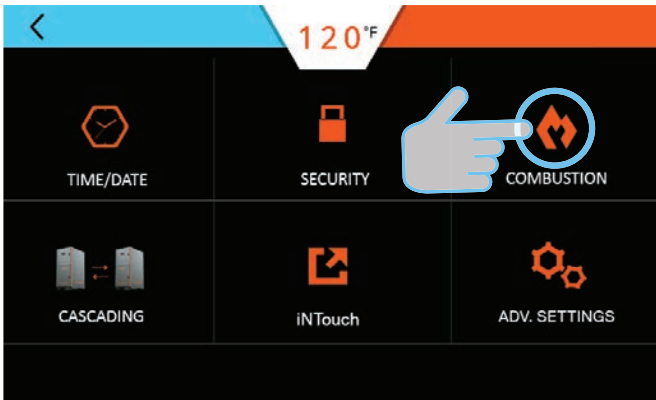 120°F
TIME/DATE
SECURITY
COMBUSTION
CASCADING
iNTouch
ADV. SETTINGS